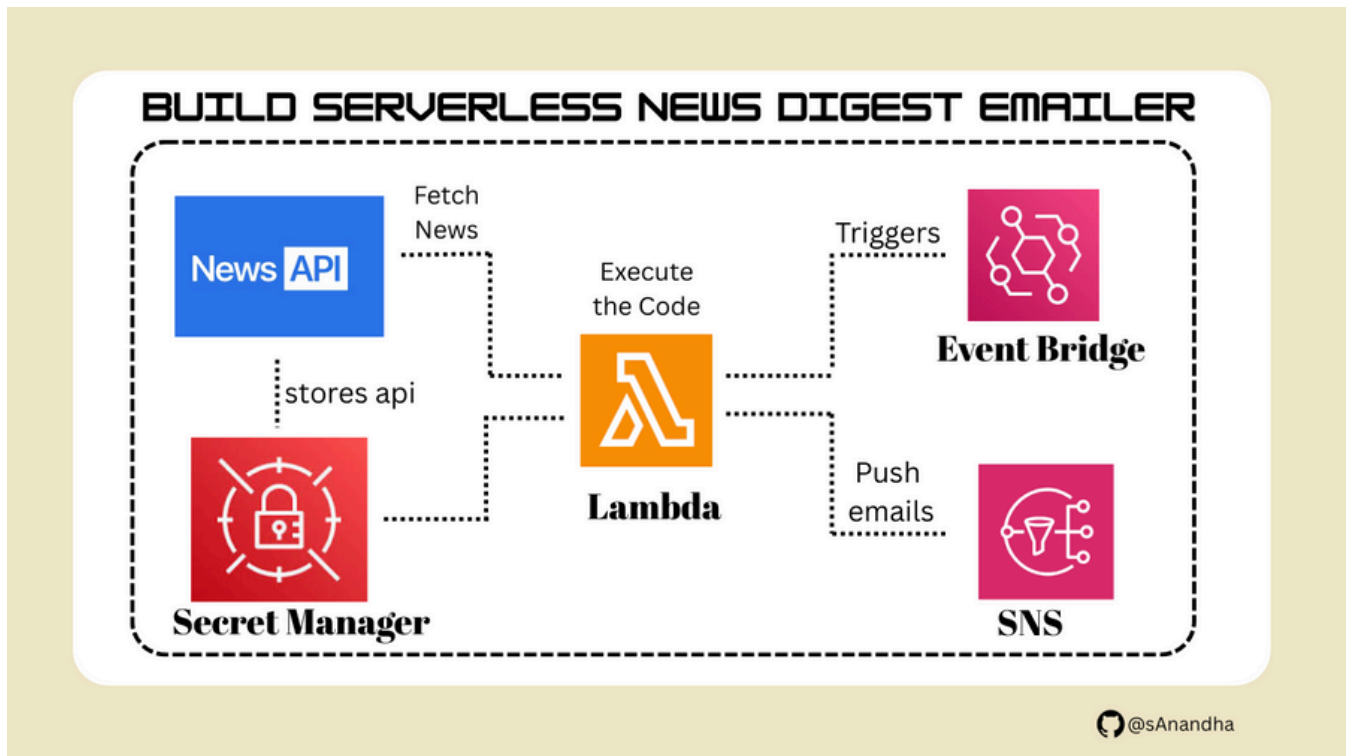 BUILD SERVERLESS NEWS DIGEST EMAILER
Fetch
News
News API
Execute
the Code
Triggers
Event Bridge
stores api
Lambda
Push
emails
Secret Manager
SNS
@sAnandha